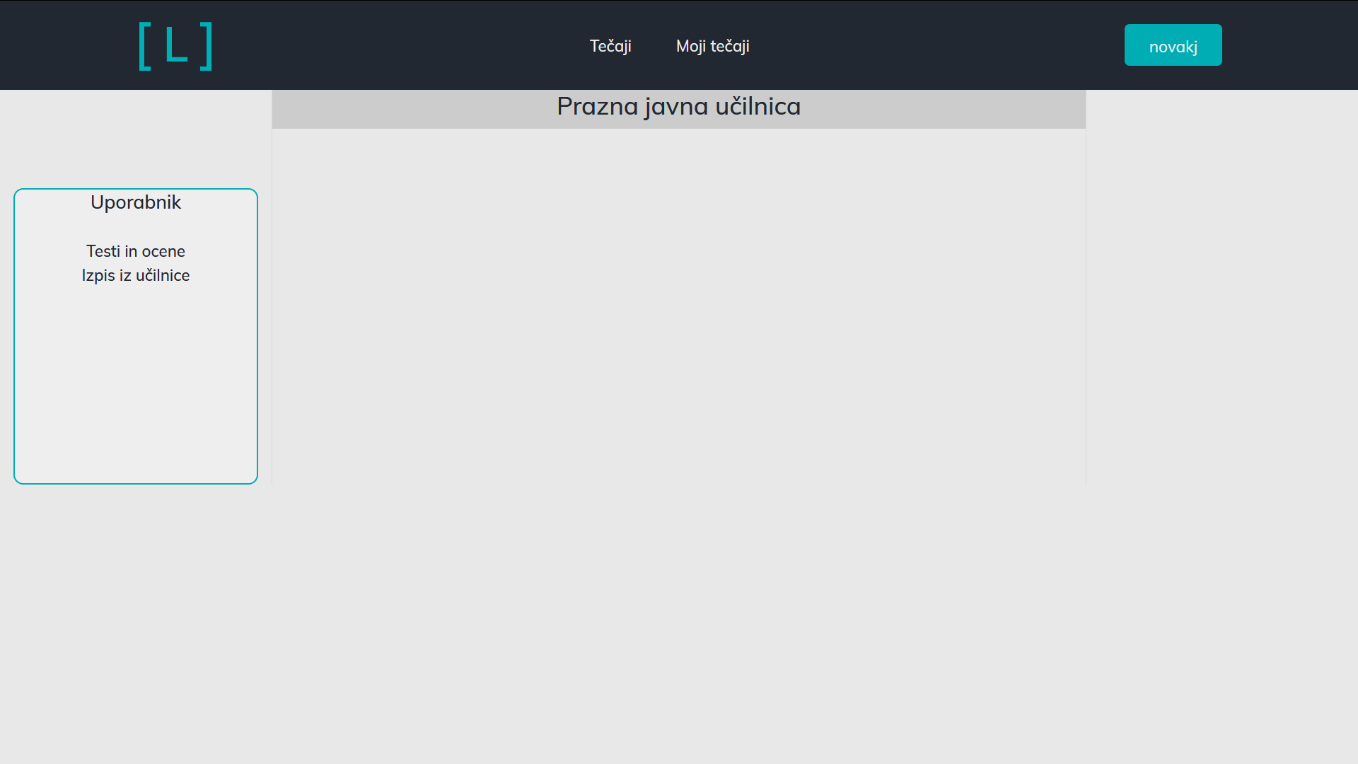 [ L ]
Tečaji
Moji tečaji
novakj
Prazna javna učilnica
Uporabnik
Testi in ocene
Izpis iz učilnice